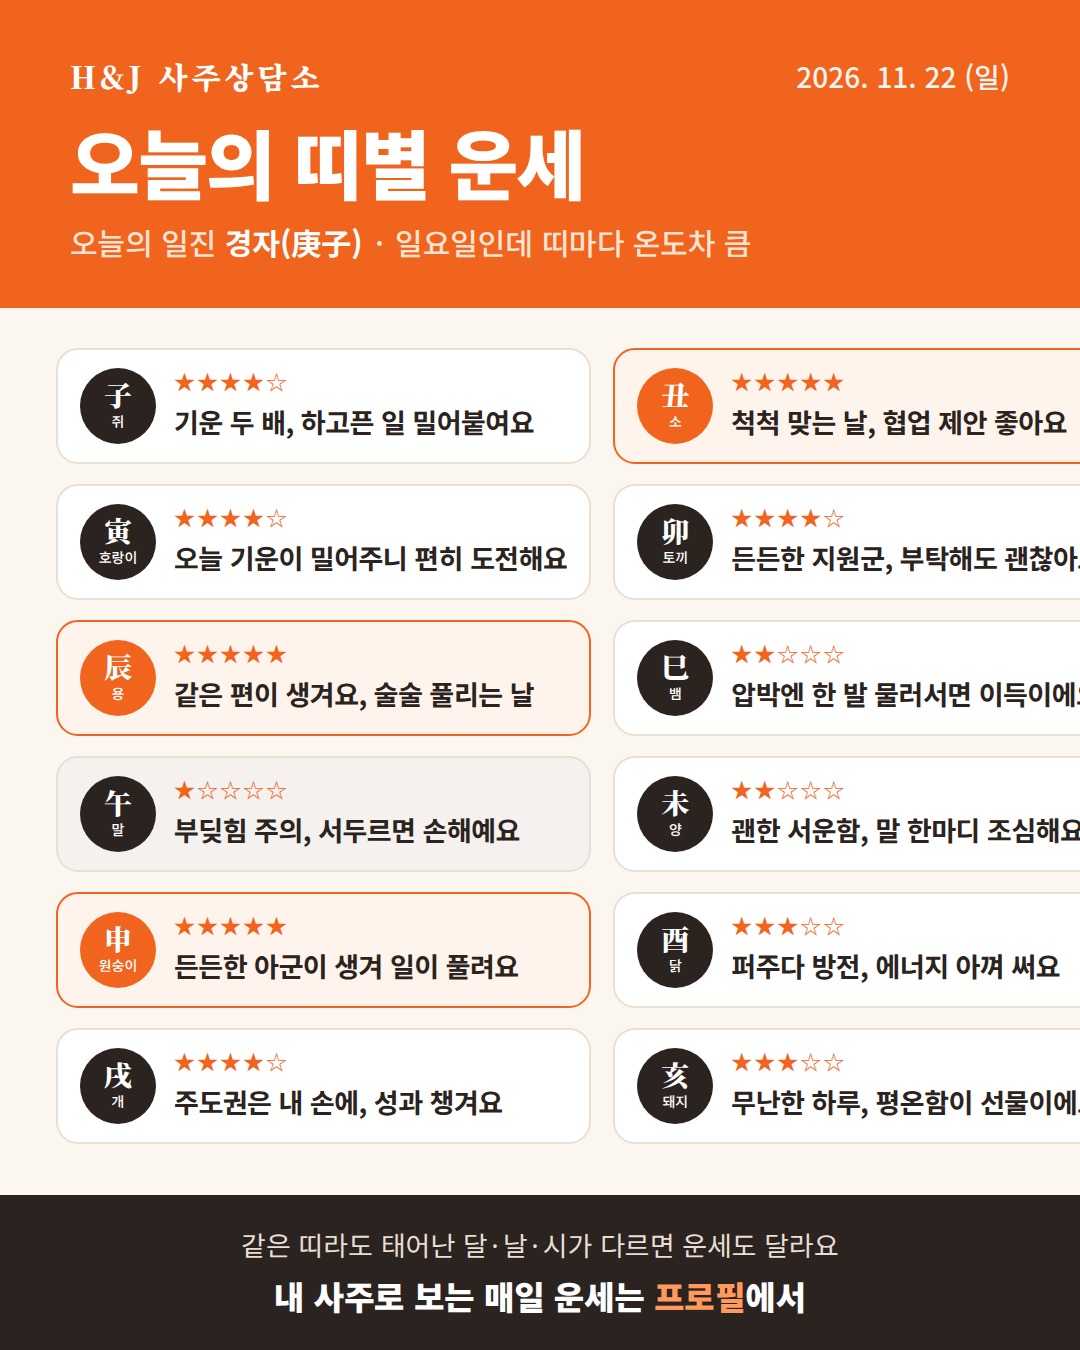 H&J 사주상담소
2026. 11. 22 (일)
오늘의 띠별 운세
오늘의 일진 경자(庚子) · 일요일인데 띠마다 온도차 큼
子
쥐
★★★★☆
기운 두 배, 하고픈 일 밀어붙여요
丑
소
★★★★★
척척 맞는 날, 협업 제안 좋아요
寅
호랑이
★★★★☆
오늘 기운이 밀어주니 편히 도전해요
卯
토끼
★★★★☆
든든한 지원군, 부탁해도 괜찮아
辰
용
★★★★★
같은 편이 생겨요, 술술 풀리는 날
巳
뱀
★★☆☆☆
압박엔 한 발 물러서면 이득이에
午
말
★☆☆☆☆
부딪힘 주의, 서두르면 손해예요
未
양
★★☆☆☆
괜한 서운함, 말 한마디 조심해요
申
원숭이
★★★★★
든든한 아군이 생겨 일이 풀려요
酉
닭
★★★☆☆
퍼주다 방전, 에너지 아껴 써요
戌
개
★★★★☆
주도권은 내 손에, 성과 챙겨요
亥
돼지
★★★☆☆
무난한 하루, 평온함이 선물이에
같은 띠라도 태어난 달·날·시가 다르면 운세도 달라요
내 사주로 보는 매일 운세는 프로필에서